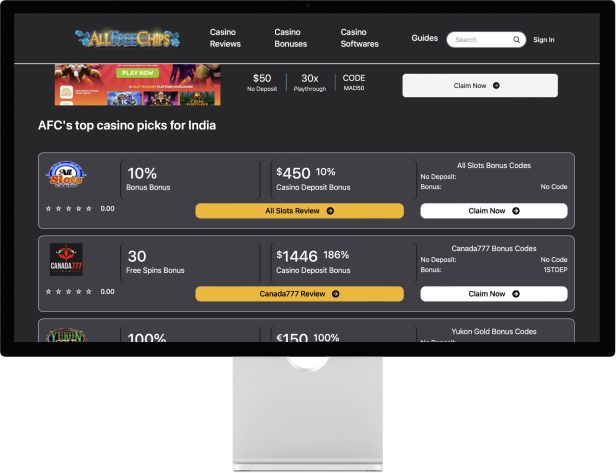 ALLFREECHIPS
Casino Reviews
Casino Bonuses
Casino Softwares
Guides
Search
Sign In
PLAY NOW
$50
No Deposit
30x
Playthrough
CODE
MAD50
Claim Now
AFC's top casino picks for India
All Slots
10%
Bonus Bonus
$450 10%
Casino Deposit Bonus
All Slots Bonus Codes
No Deposit:
Bonus: No Code
0.00
All Slots Review
Claim Now
CANADA777
30
Free Spins Bonus
$1446 186%
Casino Deposit Bonus
Canada777 Bonus Codes
No Deposit: No Code
Bonus: 1STDEP
0.00
Canada777 Review
Claim Now
YUKON
GOLD
100%
€150 100%
Yukon Gold Bonus Codes
No Deposit: